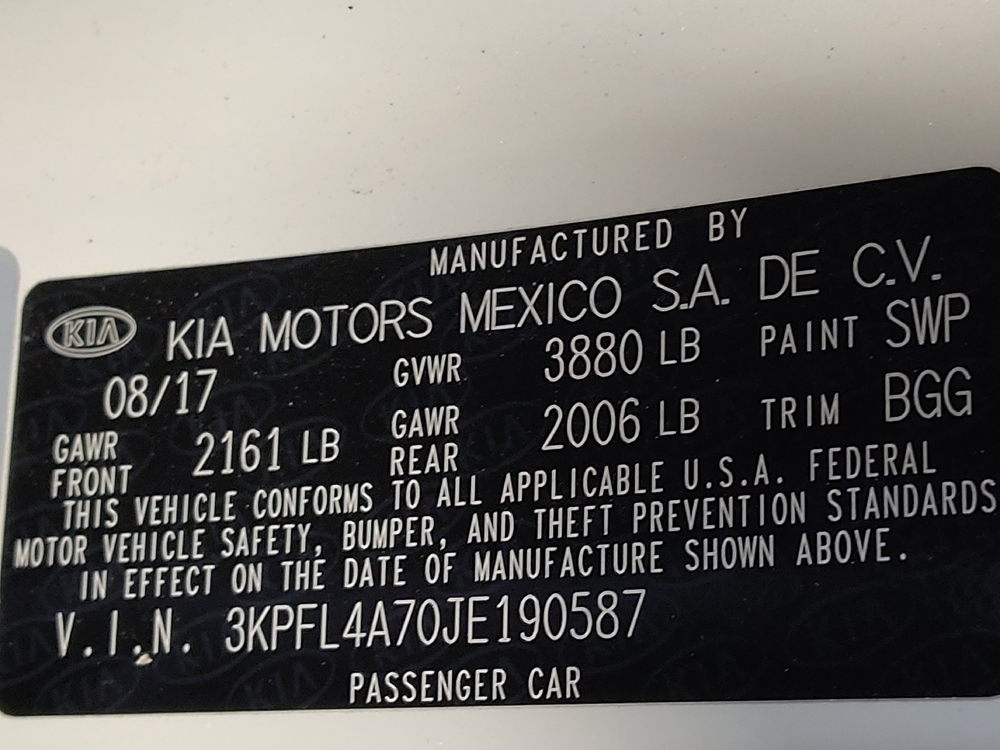 MANUFACTURED BY
KIA KIA MOTORS MEXICO S.A. DE C.V.
08/17 GVWR 3880 LB PAINT SWP
GAWR FRONT 2161 LB GAWR REAR 2006 LB TRIM BGG
THIS VEHICLE CONFORMS TO ALL APPLICABLE U.S.A. FEDERAL
MOTOR VEHICLE SAFETY, BUMPER, AND THEFT PREVENTION STANDARDS
IN EFFECT ON THE DATE OF MANUFACTURE SHOWN ABOVE.
V.I.N. 3KPFL4A70JE190587
PASSENGER CAR